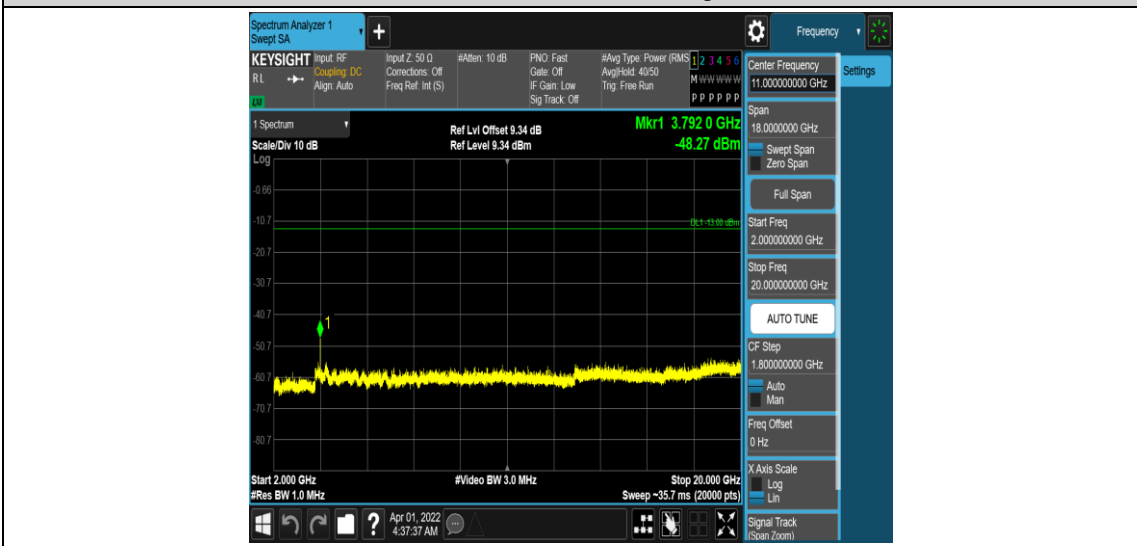 Spectrum Analyzer 1
Swept SA
+
Frequency
KEYSIGHT
RL
LXI
Input: RF
Coupling: DC
Align: Auto
Input Z: 50 Ω
Corrections: Off
Freq Ref: Int (S)
#Atten: 10 dB
PNO: Fast
Gate: Off
IF Gain: Low
Sig Track: Off
#Avg Type: Power (RMS
Avg|Hold: 40/50
Trig: Free Run
1 2 3 4 5 6
M W W W W W
P P P P P P
1 Spectrum
Scale/Div 10 dB
Log
Ref Lvl Offset 9.34 dB
Ref Level 9.34 dBm
Mkr1 3.792 0 GHz
-48.27 dBm
-0.66
-10.7
DL1 -13.00 dBm
-20.7
-30.7
-40.7
1
-50.7
-60.7
-70.7
-80.7
Start 2.000 GHz
#Res BW 1.0 MHz
#Video BW 3.0 MHz
Stop 20.000 GHz
Sweep ~35.7 ms (20000 pts)
Center Frequency
11.000000000 GHz
Settings
Span
18.0000000 GHz
Swept Span
Zero Span
Full Span
Start Freq
2.000000000 GHz
Stop Freq
20.000000000 GHz
AUTO TUNE
CF Step
1.800000000 GHz
Auto
Man
Freq Offset
0 Hz
X Axis Scale
Log
Lin
Signal Track
(Span Zoom)
?
Apr 01, 2022
4:37:37 AM